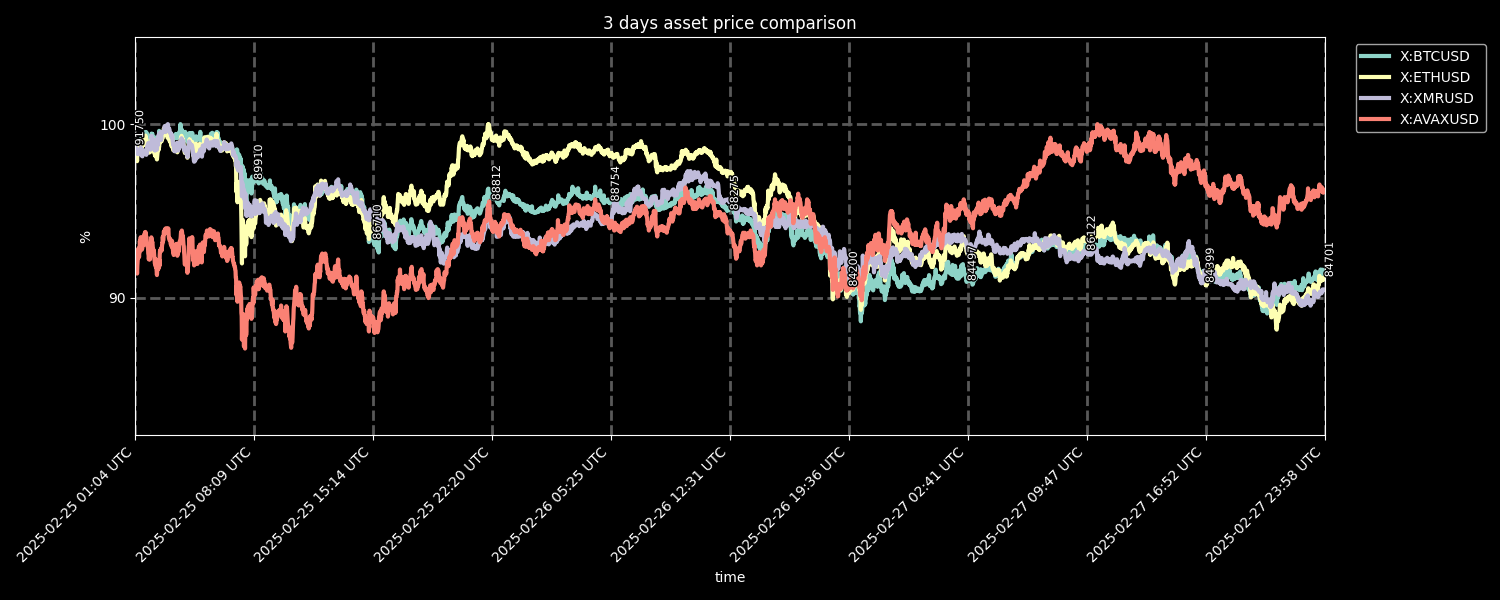 3 days asset price comparison
X:BTCUSD
X:ETHUSD
X:XMRUSD
X:AVAXUSD
100
90
%
91750
89910
86710
88812
88754
88275
84200
84497
86122
84399
84701
2025-02-25 01:04 UTC
2025-02-25 08:09 UTC
2025-02-25 15:14 UTC
2025-02-25 22:20 UTC
2025-02-26 05:25 UTC
2025-02-26 12:31 UTC
2025-02-26 19:36 UTC
2025-02-27 02:41 UTC
2025-02-27 09:47 UTC
2025-02-27 16:52 UTC
2025-02-27 23:58 UTC
time